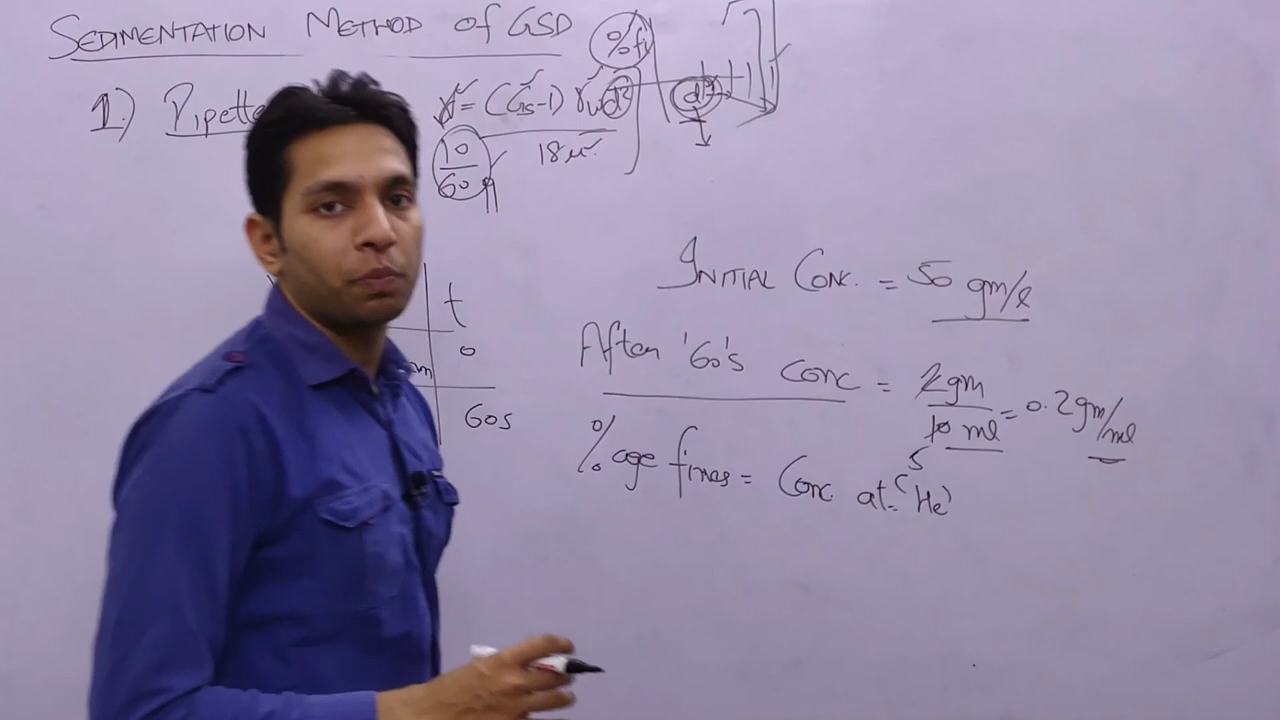 SEDIMENTATION METHOD of GSD
% fi
1.) Pipette
v = (Gs-1) γw d²
18 μ
10
60
d
INITIAL CONC. = 50 gm/l
t
After '60's conc = 2gm
10 ml
= 0.2gm/ml
0
m
5
60s
% age fines = Conc. at 'He'